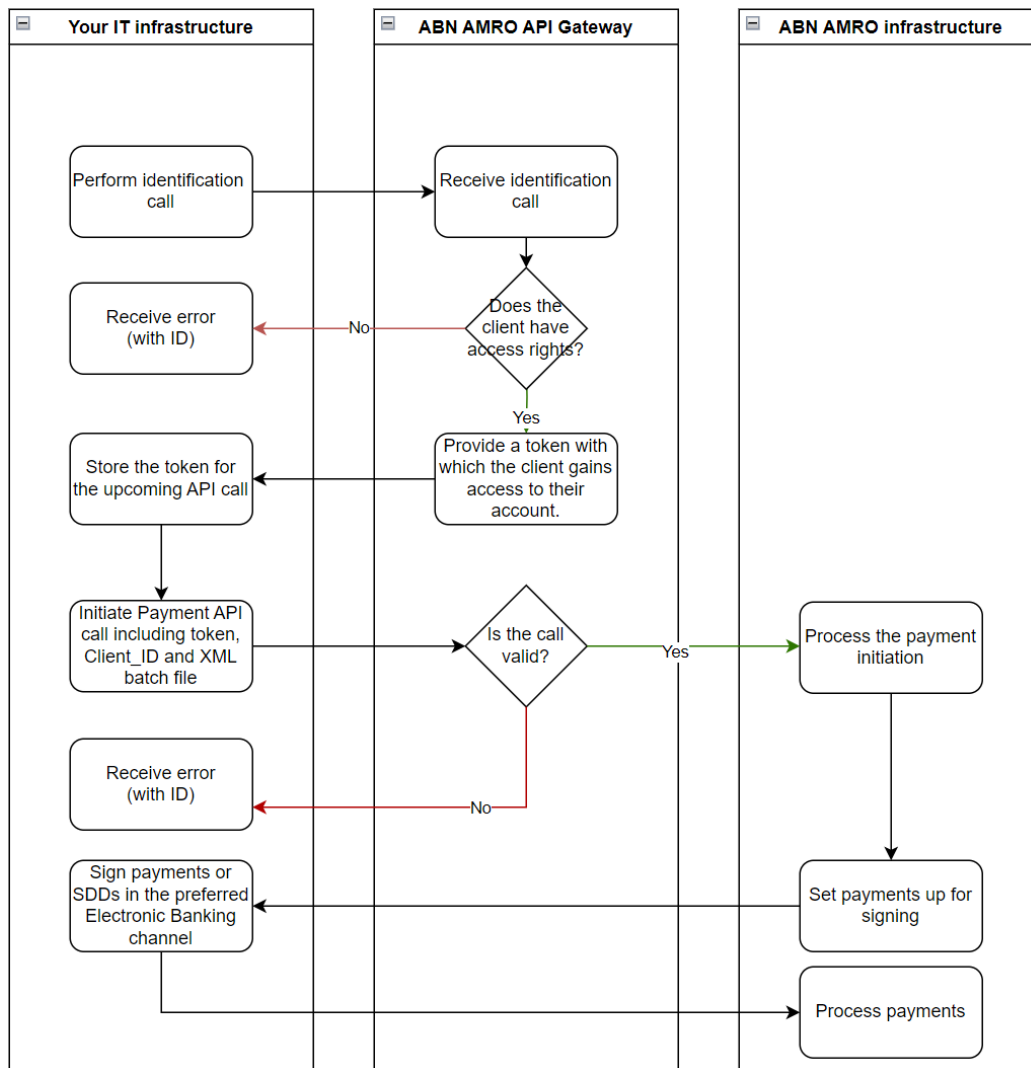 Your IT infrastructure
ABN AMRO API Gateway
ABN AMRO infrastructure
Perform identification
call
Receive identification
call
Receive error
(with ID)
No
Does the
client have
access rights?
Yes
Store the token for
the upcoming API call
Provide a token with
which the client gains
access to their
account.
Initiate Payment API
call including token,
Client_ID and XML
batch file
Is the call
valid?
Yes
Process the payment
initiation
Receive error
(with ID)
No
Sign payments or
SDDs in the preferred
Electronic Banking
channel
Set payments up for
signing
Process payments